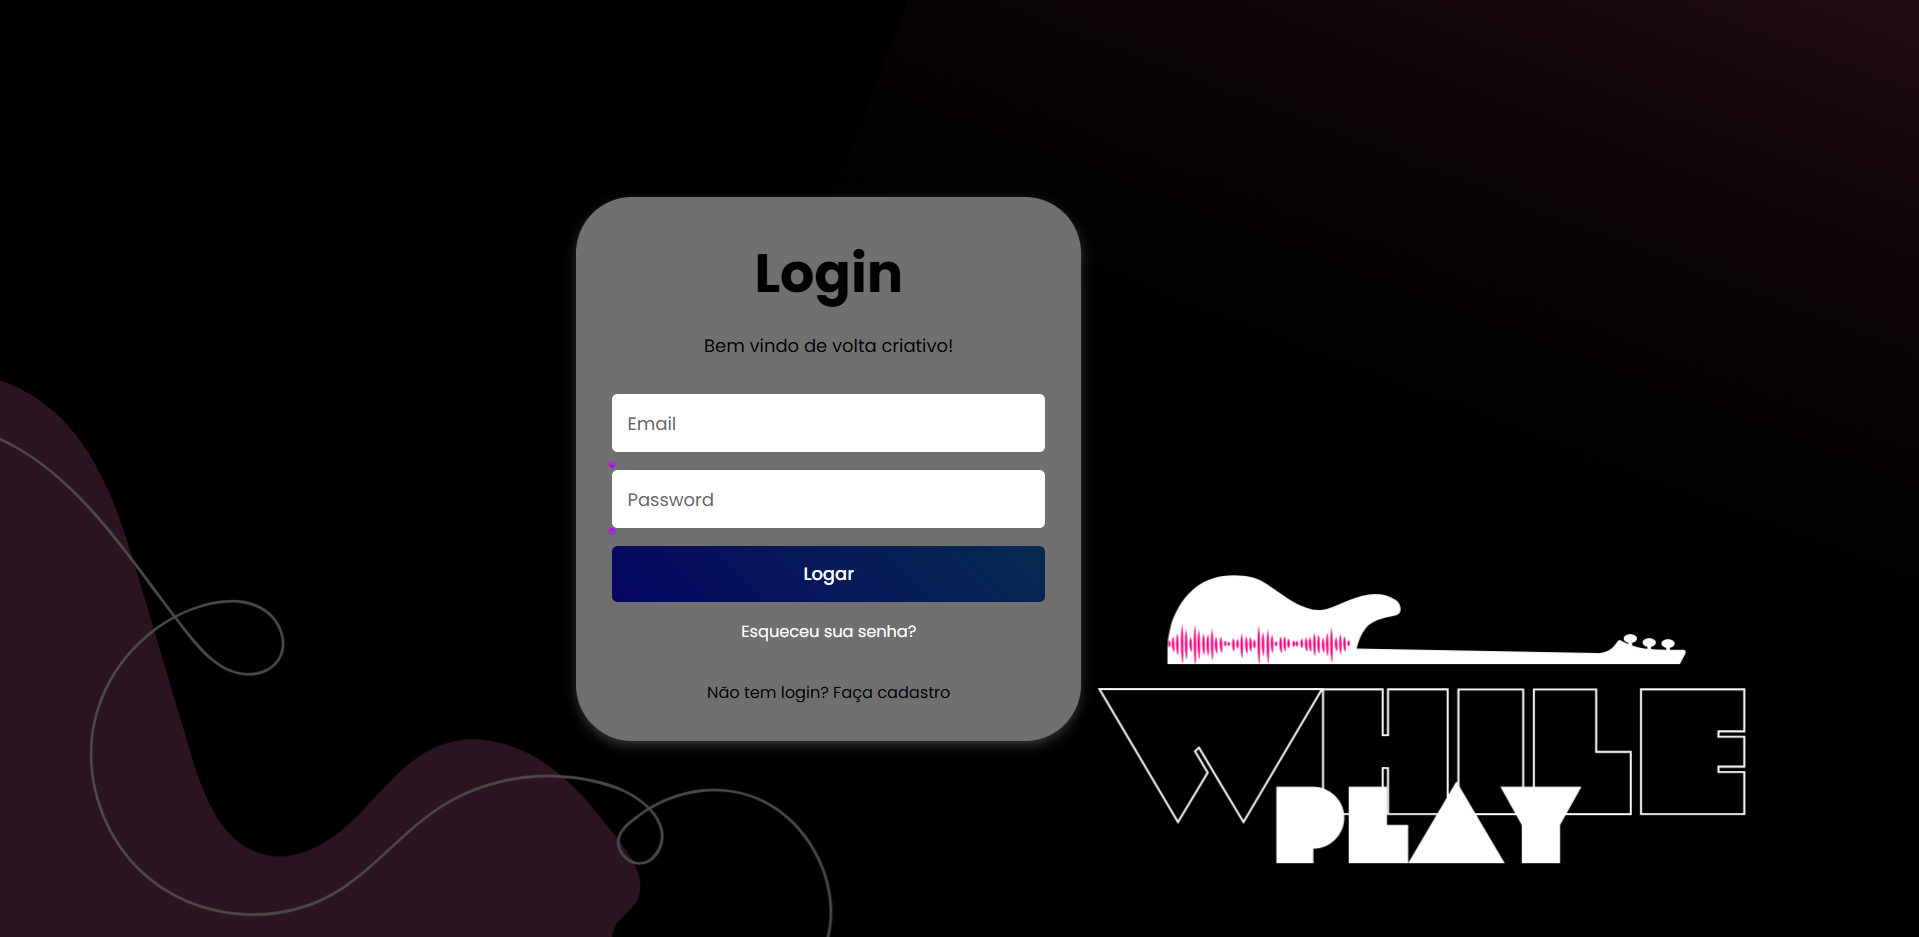 Login
Bem vindo de volta criativo!
Email
Password
Logar
Esqueceu sua senha?
Não tem login? Faça cadastro
WHILE
PLAY